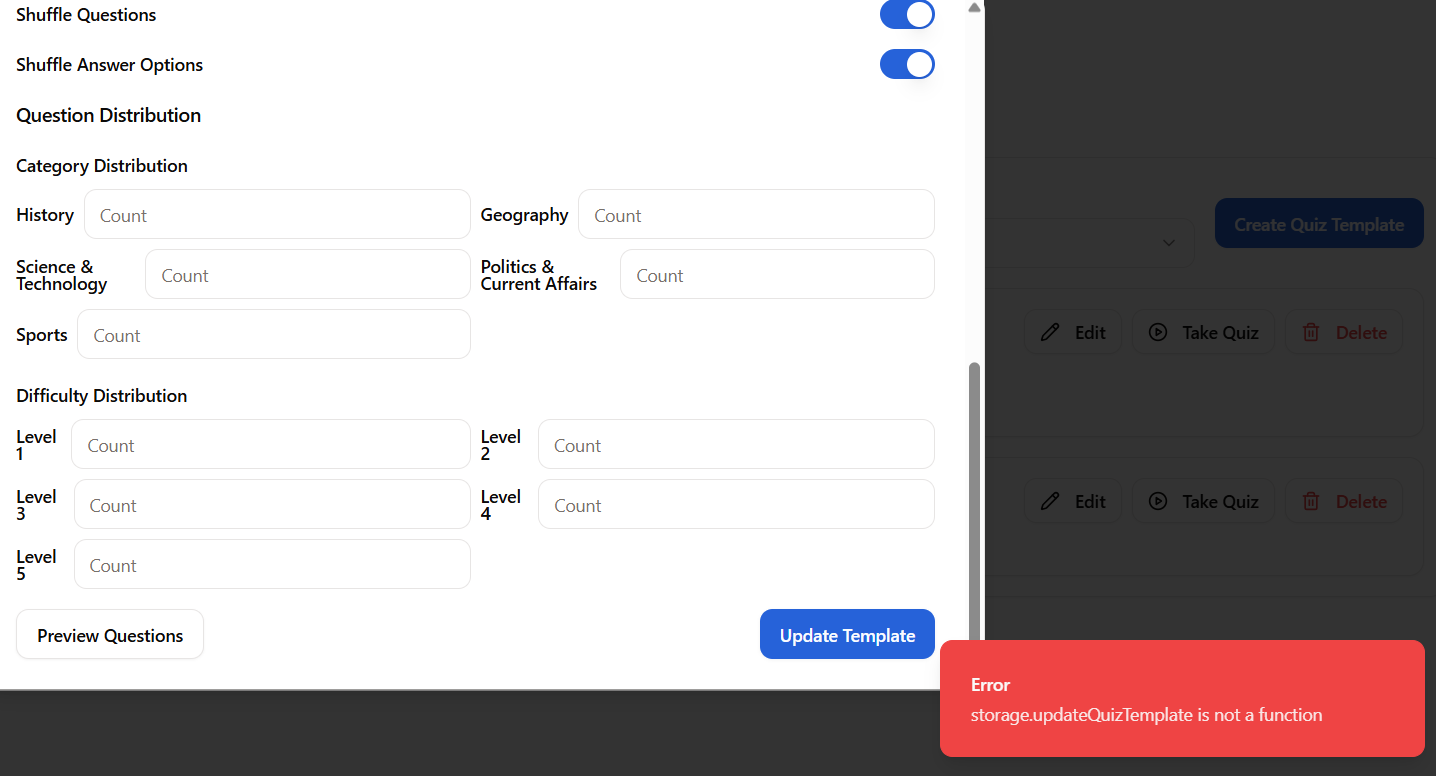 Shuffle Questions
Shuffle Answer Options
Question Distribution
Category Distribution
History Count Geography Count
Science &
Technology
Count
Politics &
Current Affairs
Count
Sports Count
Difficulty Distribution
Level
1
Count
Level
2
Count
Level
3
Count
Level
4
Count
Level
5
Count
Preview Questions
Update Template
Create Quiz Template
Edit Take Quiz Delete
Edit Take Quiz Delete
Error
storage.updateQuizTemplate is not a function